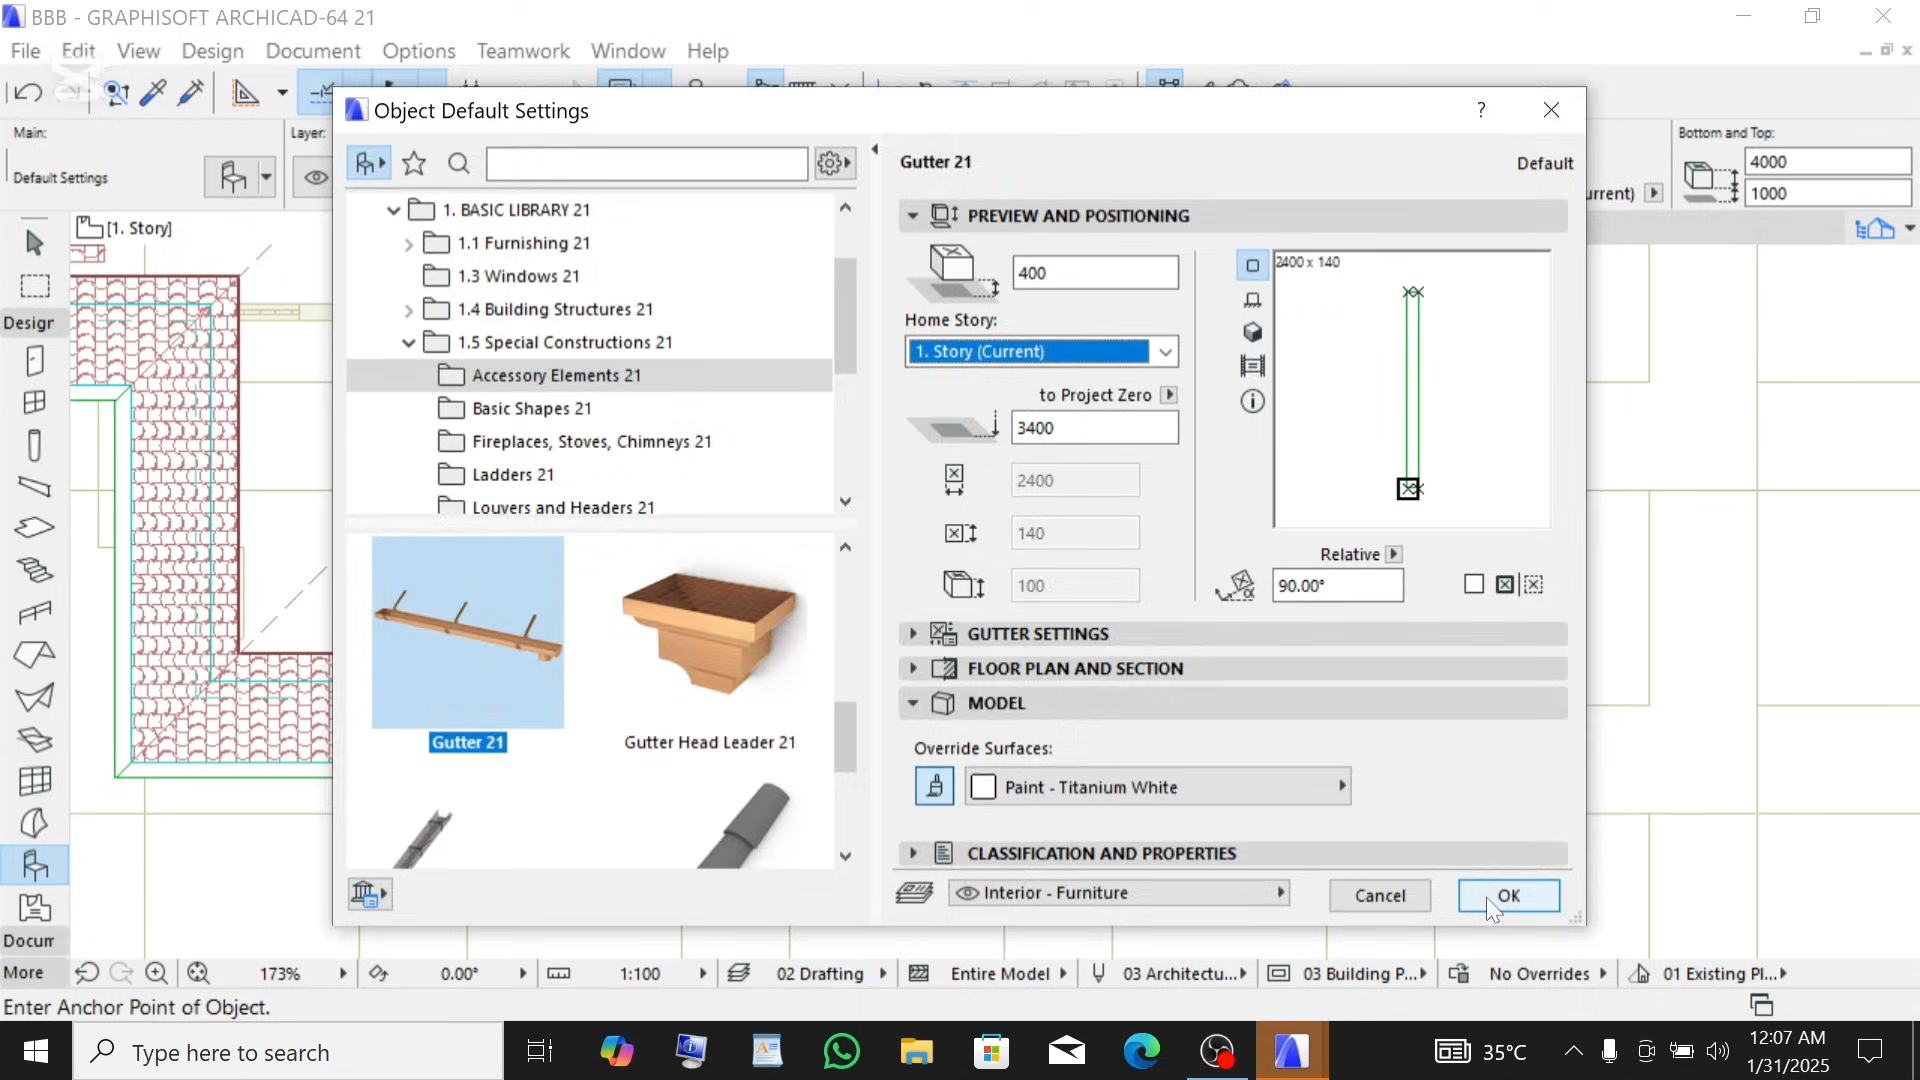 BBB - GRAPHISOFT ARCHICAD-64 21
File Edit View Design Document Options Teamwork Window Help
Main:
Default Settings
Layer:
Bottom and Top:
4000
1000
[1. Story]
Design
Docum
More
Object Default Settings
?
1. BASIC LIBRARY 21
1.1 Furnishing 21
1.3 Windows 21
1.4 Building Structures 21
1.5 Special Constructions 21
Accessory Elements 21
Basic Shapes 21
Fireplaces, Stoves, Chimneys 21
Ladders 21
Louvers and Headers 21
Gutter 21
Gutter Head Leader 21
Gutter 21
Default
PREVIEW AND POSITIONING
400
Home Story:
1. Story (Current)
to Project Zero
3400
2400
140
100
2400 x 140
Relative
90.00°
GUTTER SETTINGS
FLOOR PLAN AND SECTION
MODEL
Override Surfaces:
Paint - Titanium White
CLASSIFICATION AND PROPERTIES
Interior - Furniture
Cancel
OK
173% 0.00° 1:100 02 Drafting Entire Model 03 Architectu... 03 Building P... No Overrides 01 Existing Pl...
Enter Anchor Point of Object.
Type here to search
35°C
12:07 AM
1/31/2025